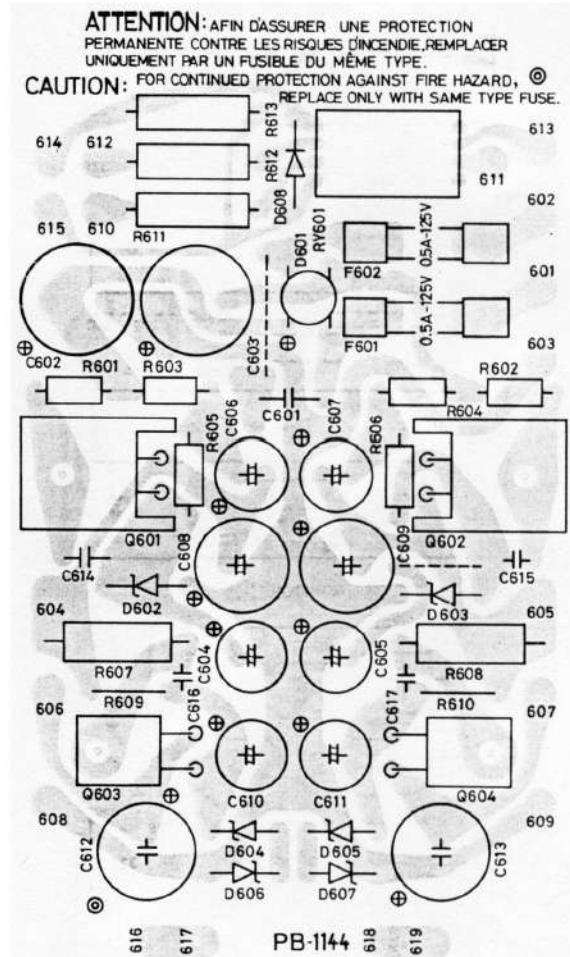 ATTENTION: AFIN D'ASSURER UNE PROTECTION
PERMANENTE CONTRE LES RISQUES D'INCENDIE, REMPLACER
UNIQUEMENT PAR UN FUSIBLE DU MÊME TYPE.
CAUTION: FOR CONTINUED PROTECTION AGAINST FIRE HAZARD,
REPLACE ONLY WITH SAME TYPE FUSE.
R613
613
614 612
R612
611
D608
602
615 610
R611
D601
RV601
0.5A-125V
F602
601
0.5A-125V
F601
603
C602
R601
R603
C603
R602
R604
C601
C606
C607
R605
R606
Q601
C608
C609
Q602
C614
C615
D602
D603
604
605
C604
C605
R607
R608
R609
C616
C617
R610
606
607
Q603
C610
C611
Q604
608
609
C612
D604
D605
C613
D606
D607
616
617
PB-1144
618
619